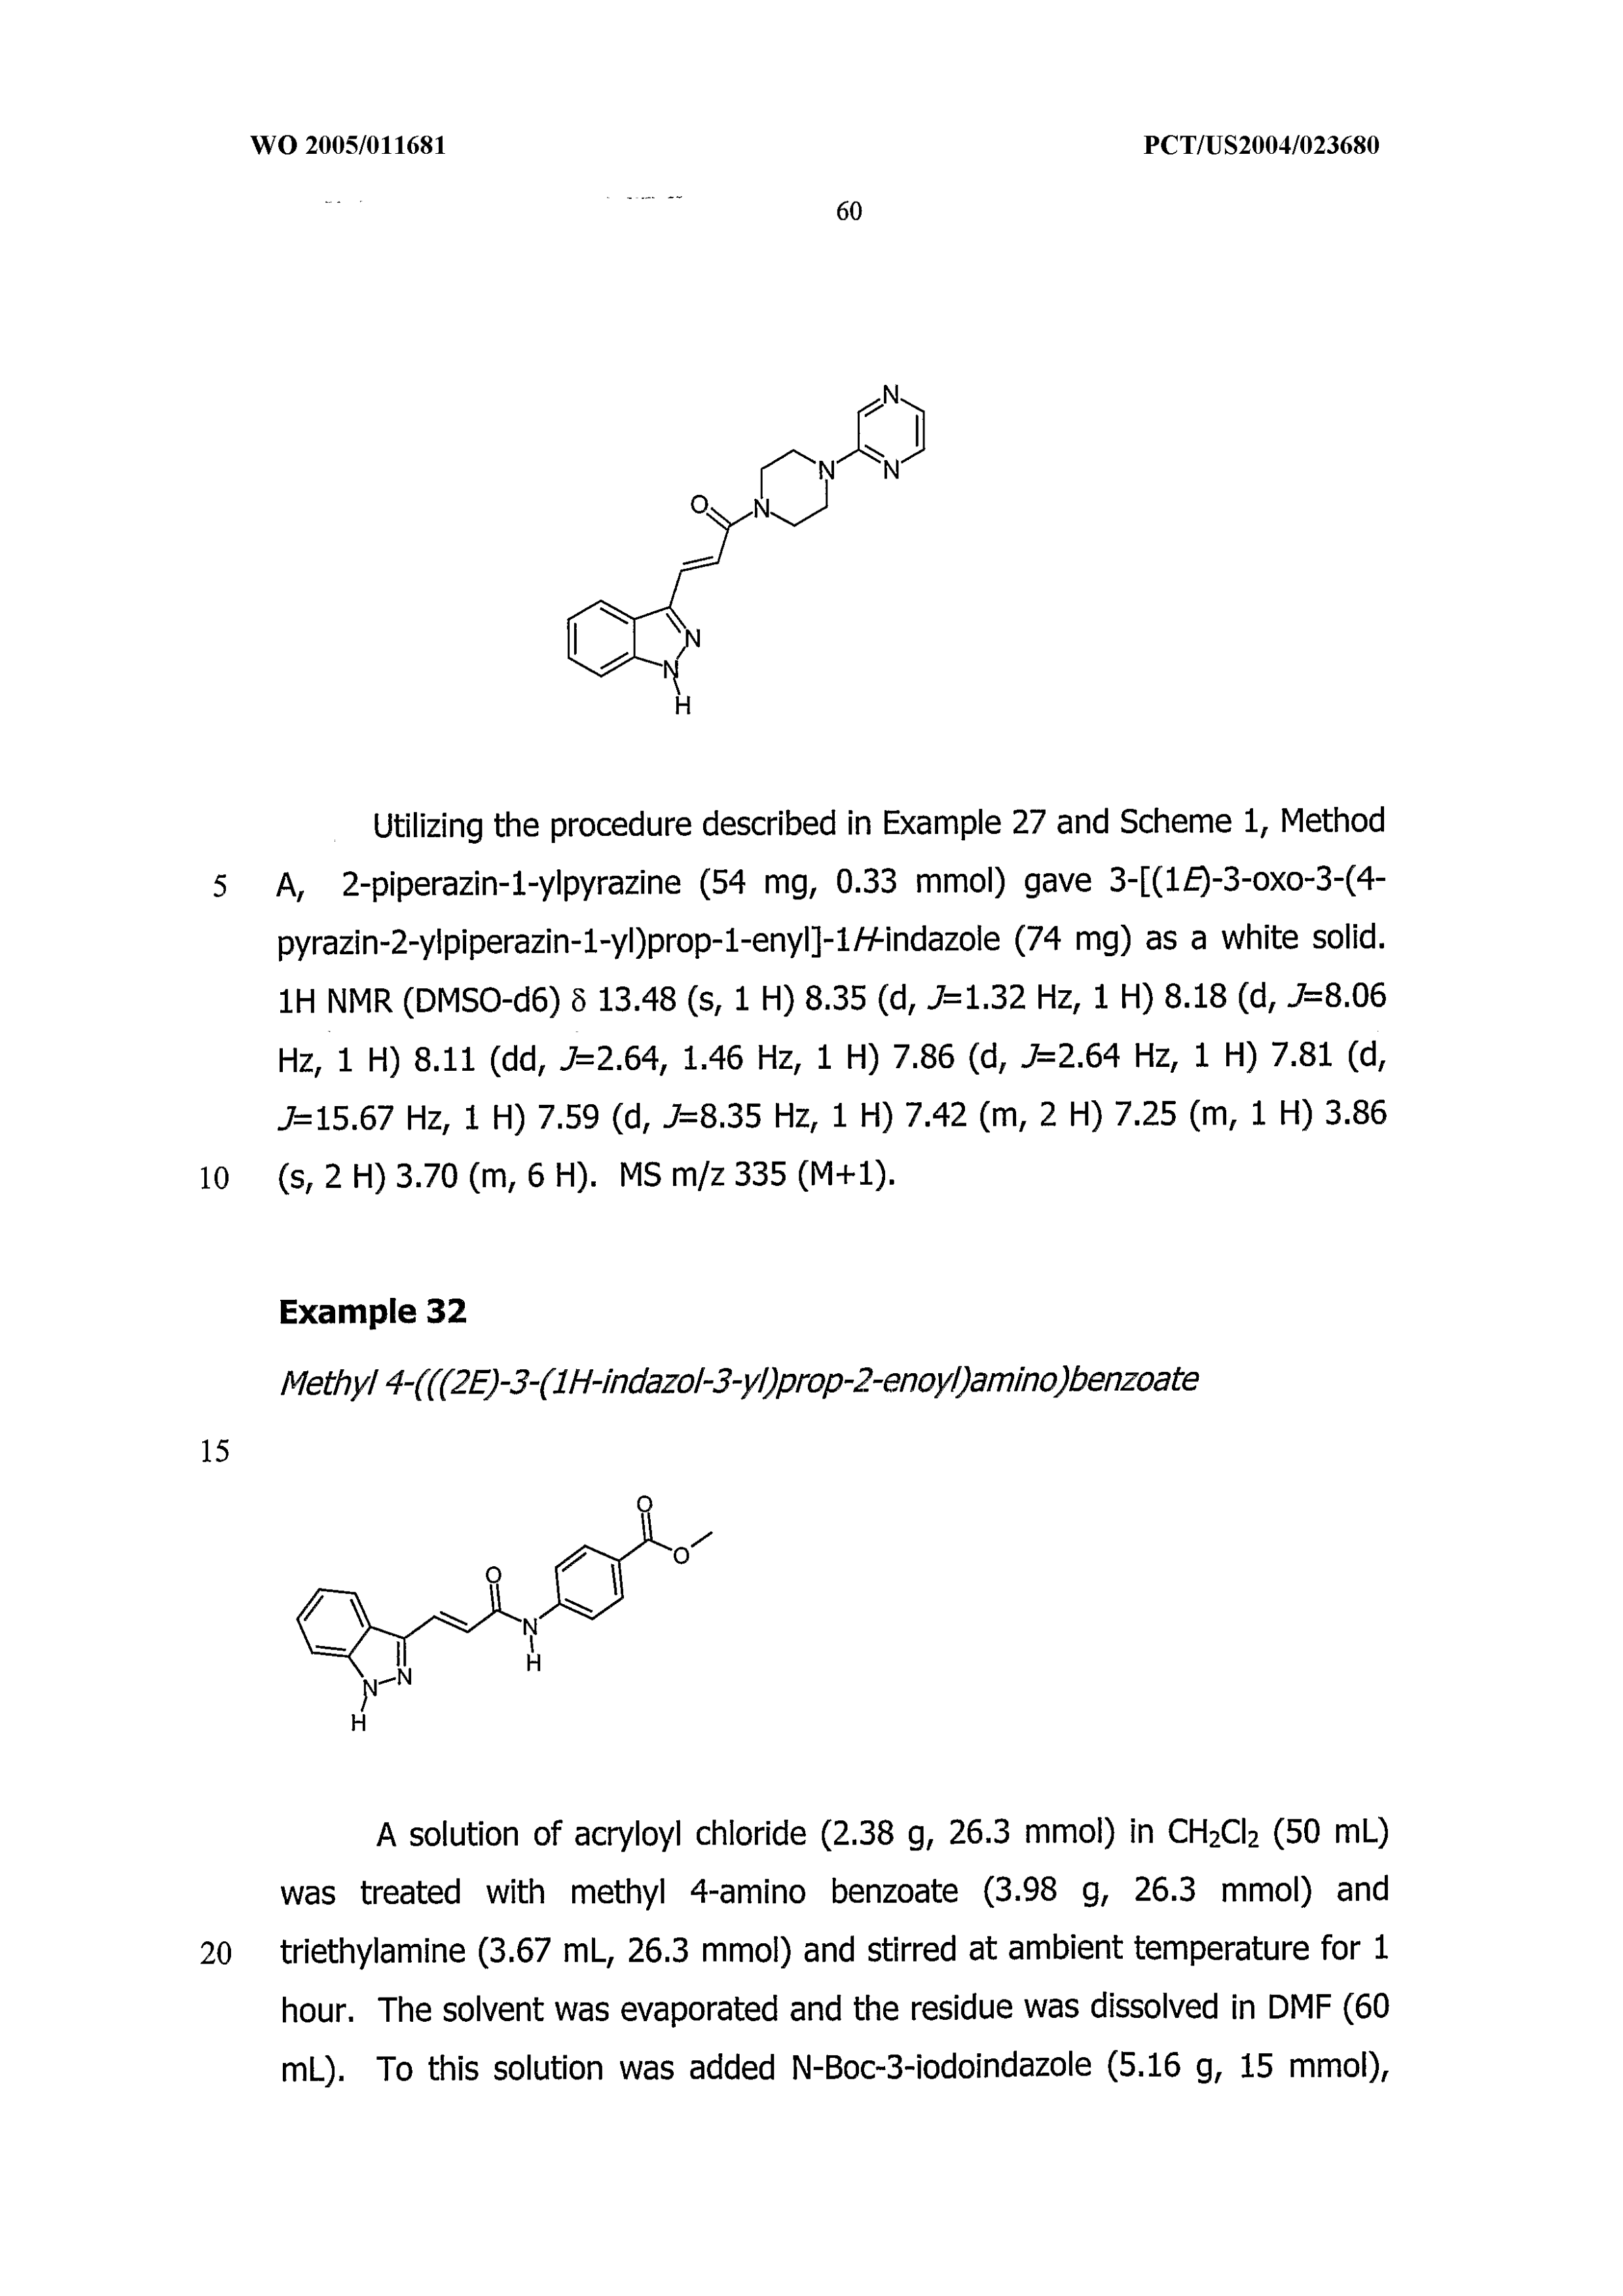 WO 2005/011681 PCT/US2004/023680
60
N
N
N
O
N
N
N
H
Utilizing the procedure described in Example 27 and Scheme 1, Method
5 A, 2-piperazin-1-ylpyrazine (54 mg, 0.33 mmol) gave 3-[(1E)-3-oxo-3-(4-
pyrazin-2-ylpiperazin-1-yl)prop-1-enyl]-1H-indazole (74 mg) as a white solid.
1H NMR (DMSO-d6) δ 13.48 (s, 1 H) 8.35 (d, J=1.32 Hz, 1 H) 8.18 (d, J=8.06
Hz, 1 H) 8.11 (dd, J=2.64, 1.46 Hz, 1 H) 7.86 (d, J=2.64 Hz, 1 H) 7.81 (d,
J=15.67 Hz, 1 H) 7.59 (d, J=8.35 Hz, 1 H) 7.42 (m, 2 H) 7.25 (m, 1 H) 3.86
10 (s, 2 H) 3.70 (m, 6 H). MS m/z 335 (M+1).
Example 32
Methyl 4-(((2E)-3-(1H-indazol-3-yl)prop-2-enoyl)amino)benzoate
15
O
O
O
N
H
N
N
H
A solution of acryloyl chloride (2.38 g, 26.3 mmol) in CH2Cl2 (50 mL)
was treated with methyl 4-amino benzoate (3.98 g, 26.3 mmol) and
20 triethylamine (3.67 mL, 26.3 mmol) and stirred at ambient temperature for 1
hour. The solvent was evaporated and the residue was dissolved in DMF (60
mL). To this solution was added N-Boc-3-iodoindazole (5.16 g, 15 mmol),